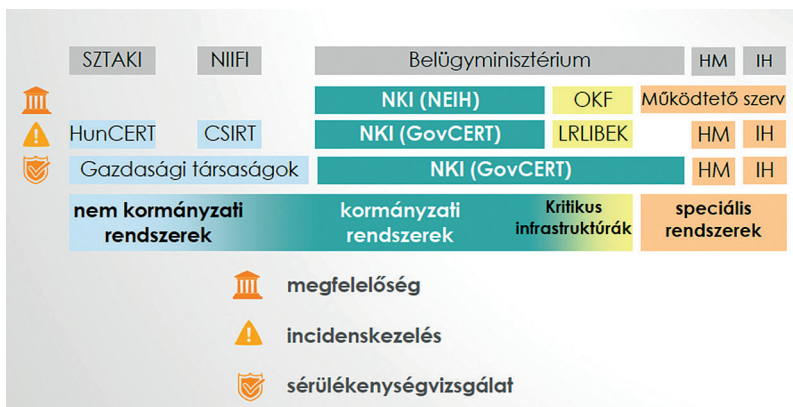 SZTAKI NIIFI Belügyminisztérium HM IH
NKI (NEIH) OKF Működtető szerv
HunCERT CSIRT NKI (GovCERT) LRLIBEK HM IH
Gazdasági társaságok NKI (GovCERT) HM IH
nem kormányzati
rendszerek
kormányzati
rendszerek
Kritikus
infrastruktúrák
speciális
rendszerek
megfelelőség
incidenskezelés
sérülékenységvizsgálat